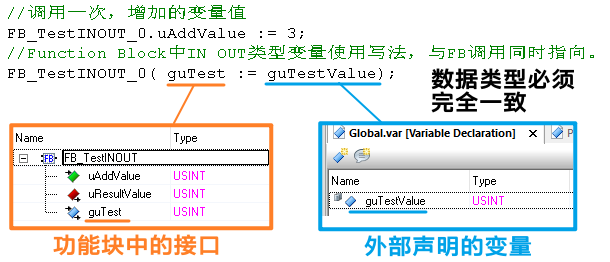 //调用一次，增加的变量值
FB_TestINOUT_0.uAddValue := 3;
//Function Block中IN OUT类型变量使用写法，与FB调用同时指向。
FB_TestINOUT_0( guTest := guTestValue);
数据类型必须
完全一致
Name Type
FB_TestINOUT
uAddValue USINT
uResultValue USINT
guTest USINT
功能块中的接口
Global.var [Variable Declaration]
Name Type
guTestValue USINT
外部声明的变量